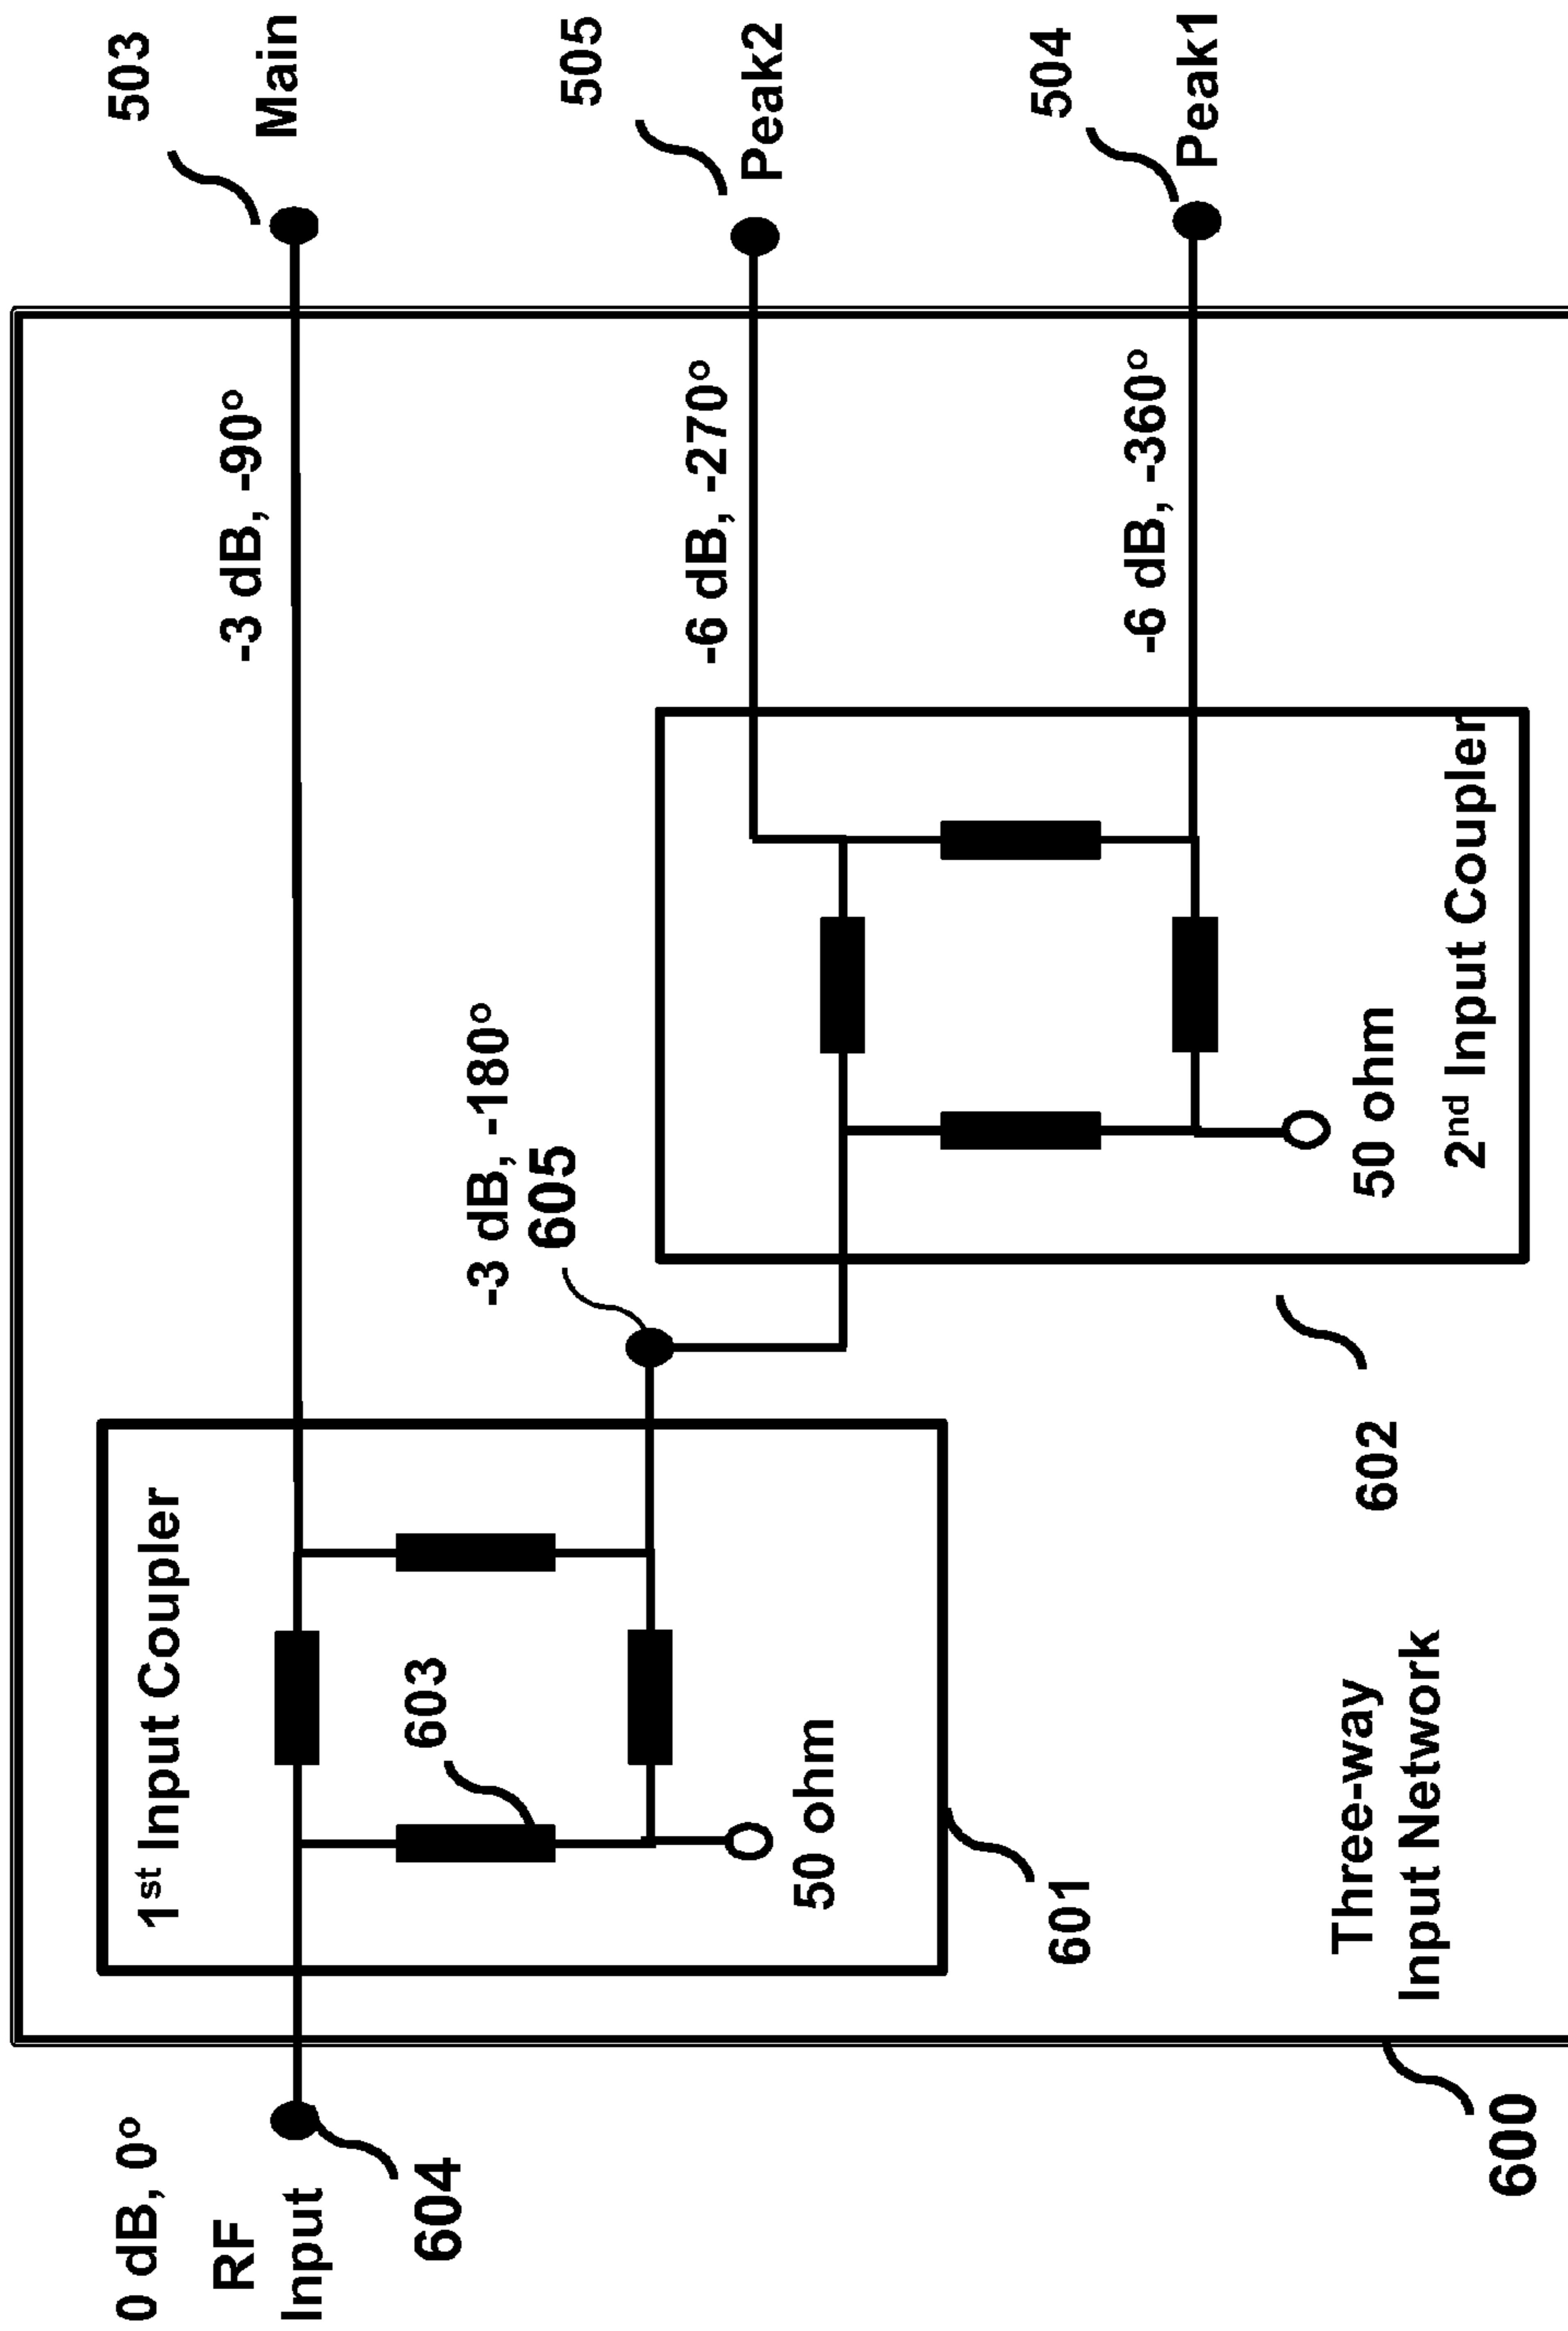 0 dB, 0°
RF
Input
604
1st Input Coupler
603
50 ohm
601
-3 dB, -90°
503
Main
-3 dB, -180°
605
-6 dB, -270°
505
Peak2
-6 dB, -360°
504
Peak1
50 ohm
2nd Input Coupler
602
Three-way
Input Network
600